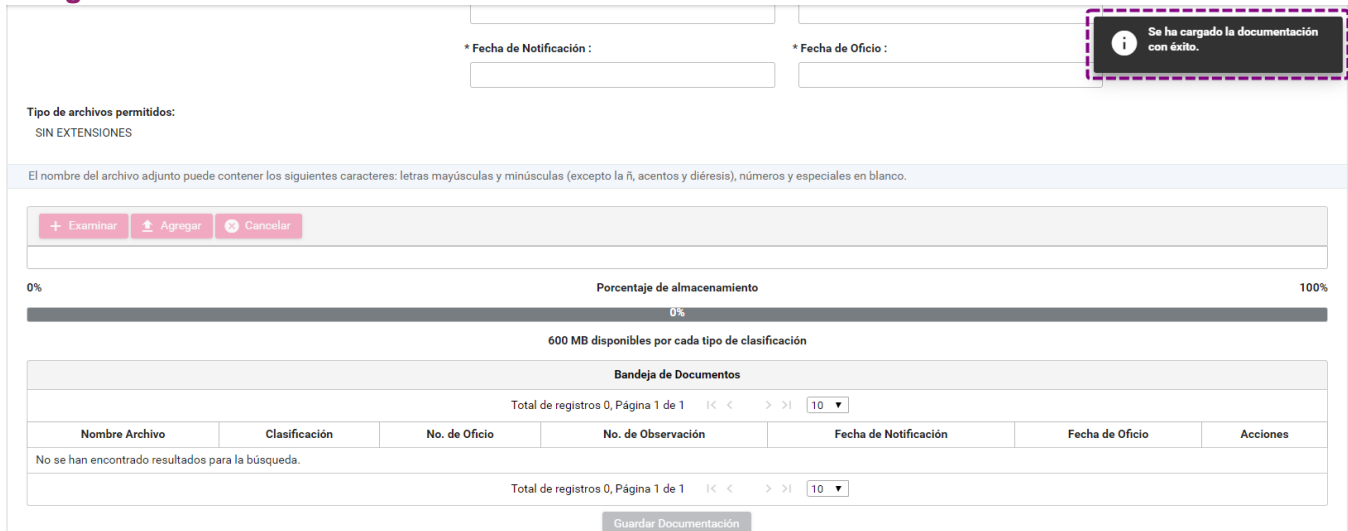 Se ha cargado la documentación
con éxito.
* Fecha de Notificación :
* Fecha de Oficio :
Tipo de archivos permitidos:
SIN EXTENSIONES
El nombre del archivo adjunto puede contener los siguientes caracteres: letras mayúsculas y minúsculas (excepto la ñ, acentos y diéresis), números y especiales en blanco.
+ Examinar Agregar Cancelar
0% Porcentaje de almacenamiento 100%
0%
600 MB disponibles por cada tipo de clasificación
Bandeja de Documentos
Total de registros 0, Página 1 de 1 10
Nombre Archivo Clasificación No. de Oficio No. de Observación Fecha de Notificación Fecha de Oficio Acciones
No se han encontrado resultados para la búsqueda.
Total de registros 0, Página 1 de 1 10
Guardar Documentación